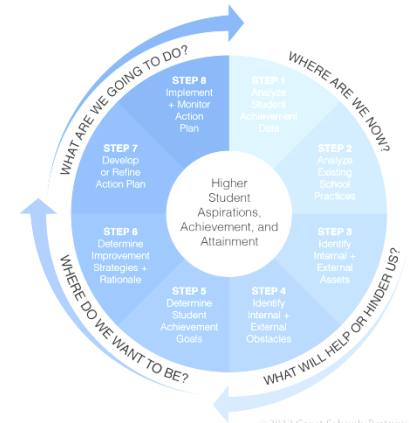 WHERE ARE WE NOW?
STEP 1
Analyze
Student
Achievement
Data
STEP 2
Analyze
Existing
School
Practices
WHAT WILL HELP OR HINDER US?
STEP 3
Identify
Internal +
External
Assets
STEP 4
Identify
Internal +
External
Obstacles
WHERE DO WE WANT TO BE?
STEP 5
Determine
Student
Achievement
Goals
STEP 6
Determine
Improvement
Strategies +
Rationale
WHAT ARE WE GOING TO DO?
STEP 7
Develop
or Refine
Action Plan
STEP 8
Implement
+ Monitor
Action
Plan
Higher
Student
Aspirations,
Achievement, and
Attainment